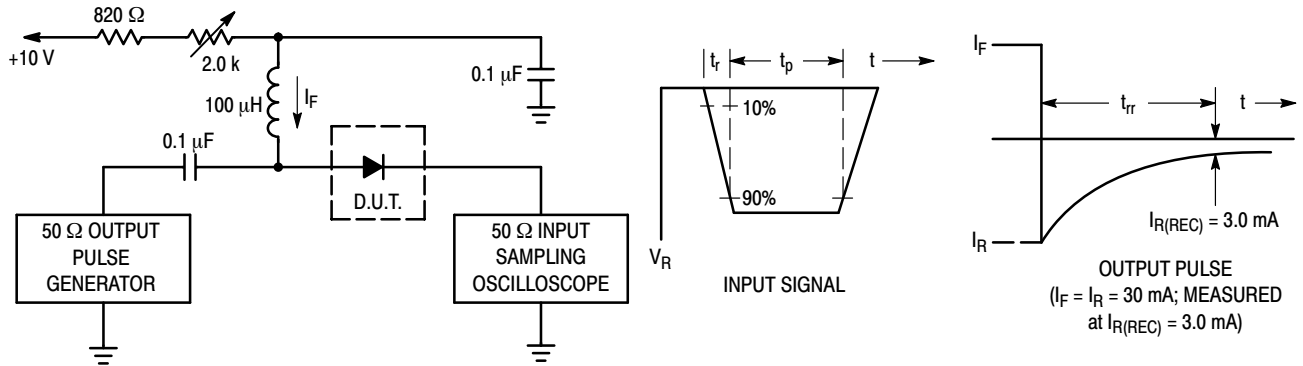 820 Ω
+10 V
2.0 k
100 μH
I_F
0.1 μF
0.1 μF
D.U.T.
50 Ω OUTPUT
PULSE
GENERATOR
50 Ω INPUT
SAMPLING
OSCILLOSCOPE
t_r
t_p
t
10%
90%
V_R
INPUT SIGNAL
I_F
t_rr
t
I_R
I_R(REC) = 3.0 mA
OUTPUT PULSE
(I_F = I_R = 30 mA; MEASURED
at I_R(REC) = 3.0 mA)